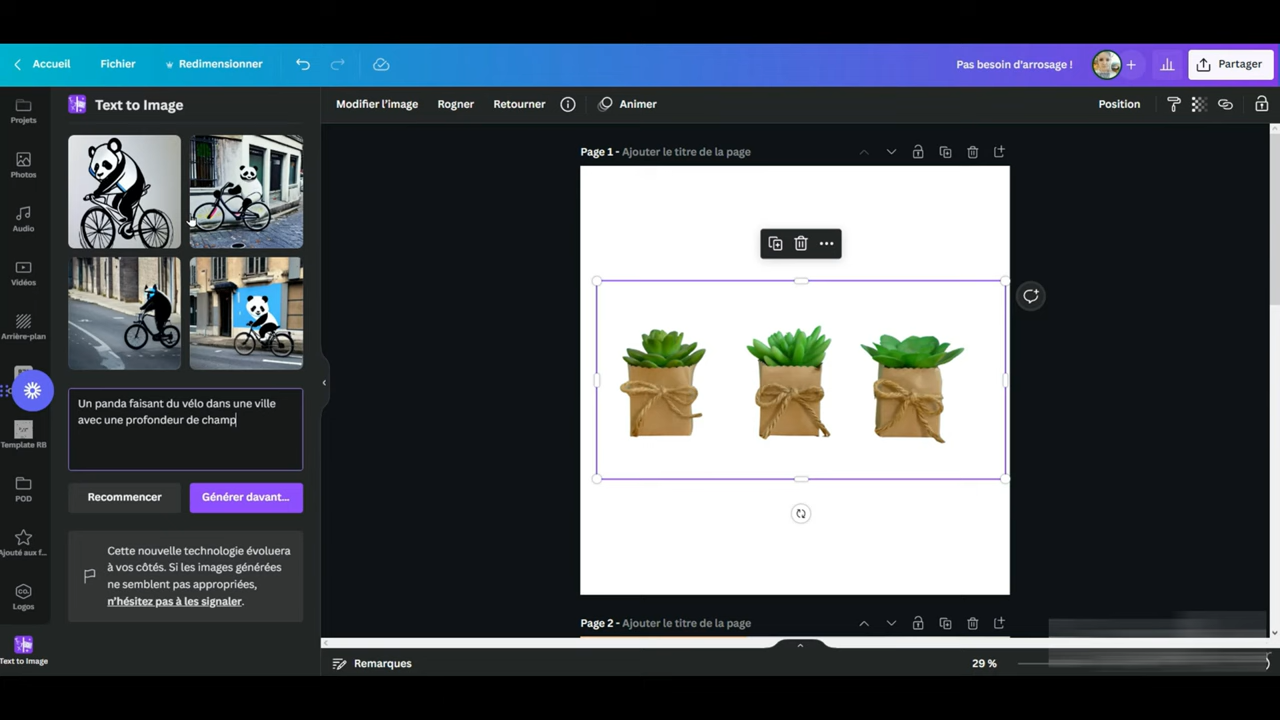 Accueil
Fichier
Redimensionner
Pas besoin d'arrosage !
Partager
Projets
Photos
Audio
Vidéos
Arrière-plan
Template RB
POD
Ajouté aux f...
Logos
Text to Image
Text to Image
Un panda faisant du vélo dans une ville
avec une profondeur de champ
Recommencer
Générer davant...
Cette nouvelle technologie évoluera
à vos côtés. Si les images générées
ne semblent pas appropriées,
n'hésitez pas à les signaler.
Modifier l'image
Rogner
Retourner
Animer
Position
Page 1 - Ajouter le titre de la page
Page 2 - Ajouter le titre de la page
Remarques
29 %